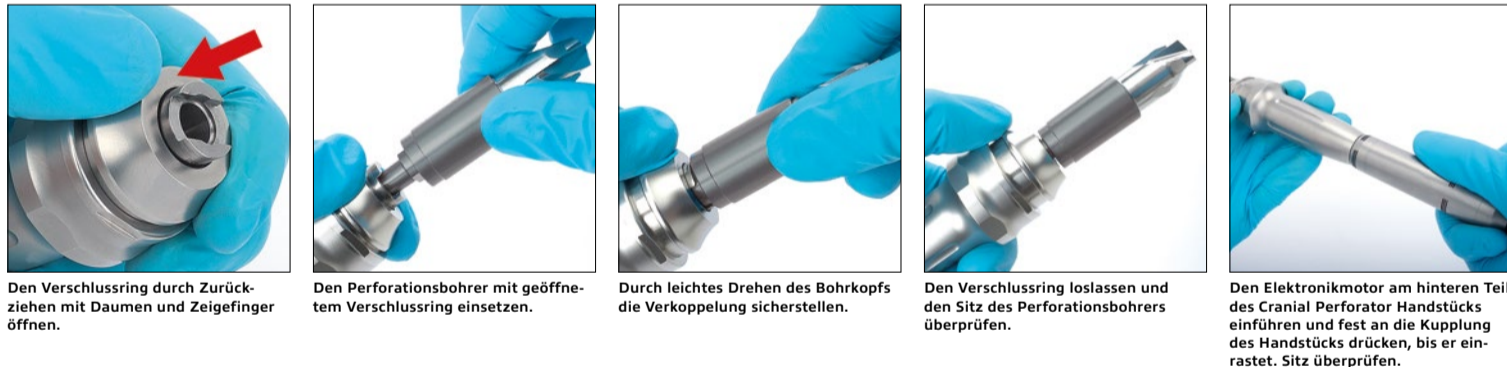 Den Verschlussring durch Zurück-
ziehen mit Daumen und Zeigefinger
öffnen.
Den Perforationsbohrer mit geöffne-
tem Verschlussring einsetzen.
Durch leichtes Drehen des Bohrkopfs
die Verkoppelung sicherstellen.
Den Verschlussring loslassen und
den Sitz des Perforationsbohrers
überprüfen.
Den Elektronikmotor am hinteren Teil
des Cranial Perforator Handstücks
einführen und fest an die Kupplung
des Handstücks drücken, bis er ein-
rastet. Sitz überprüfen.